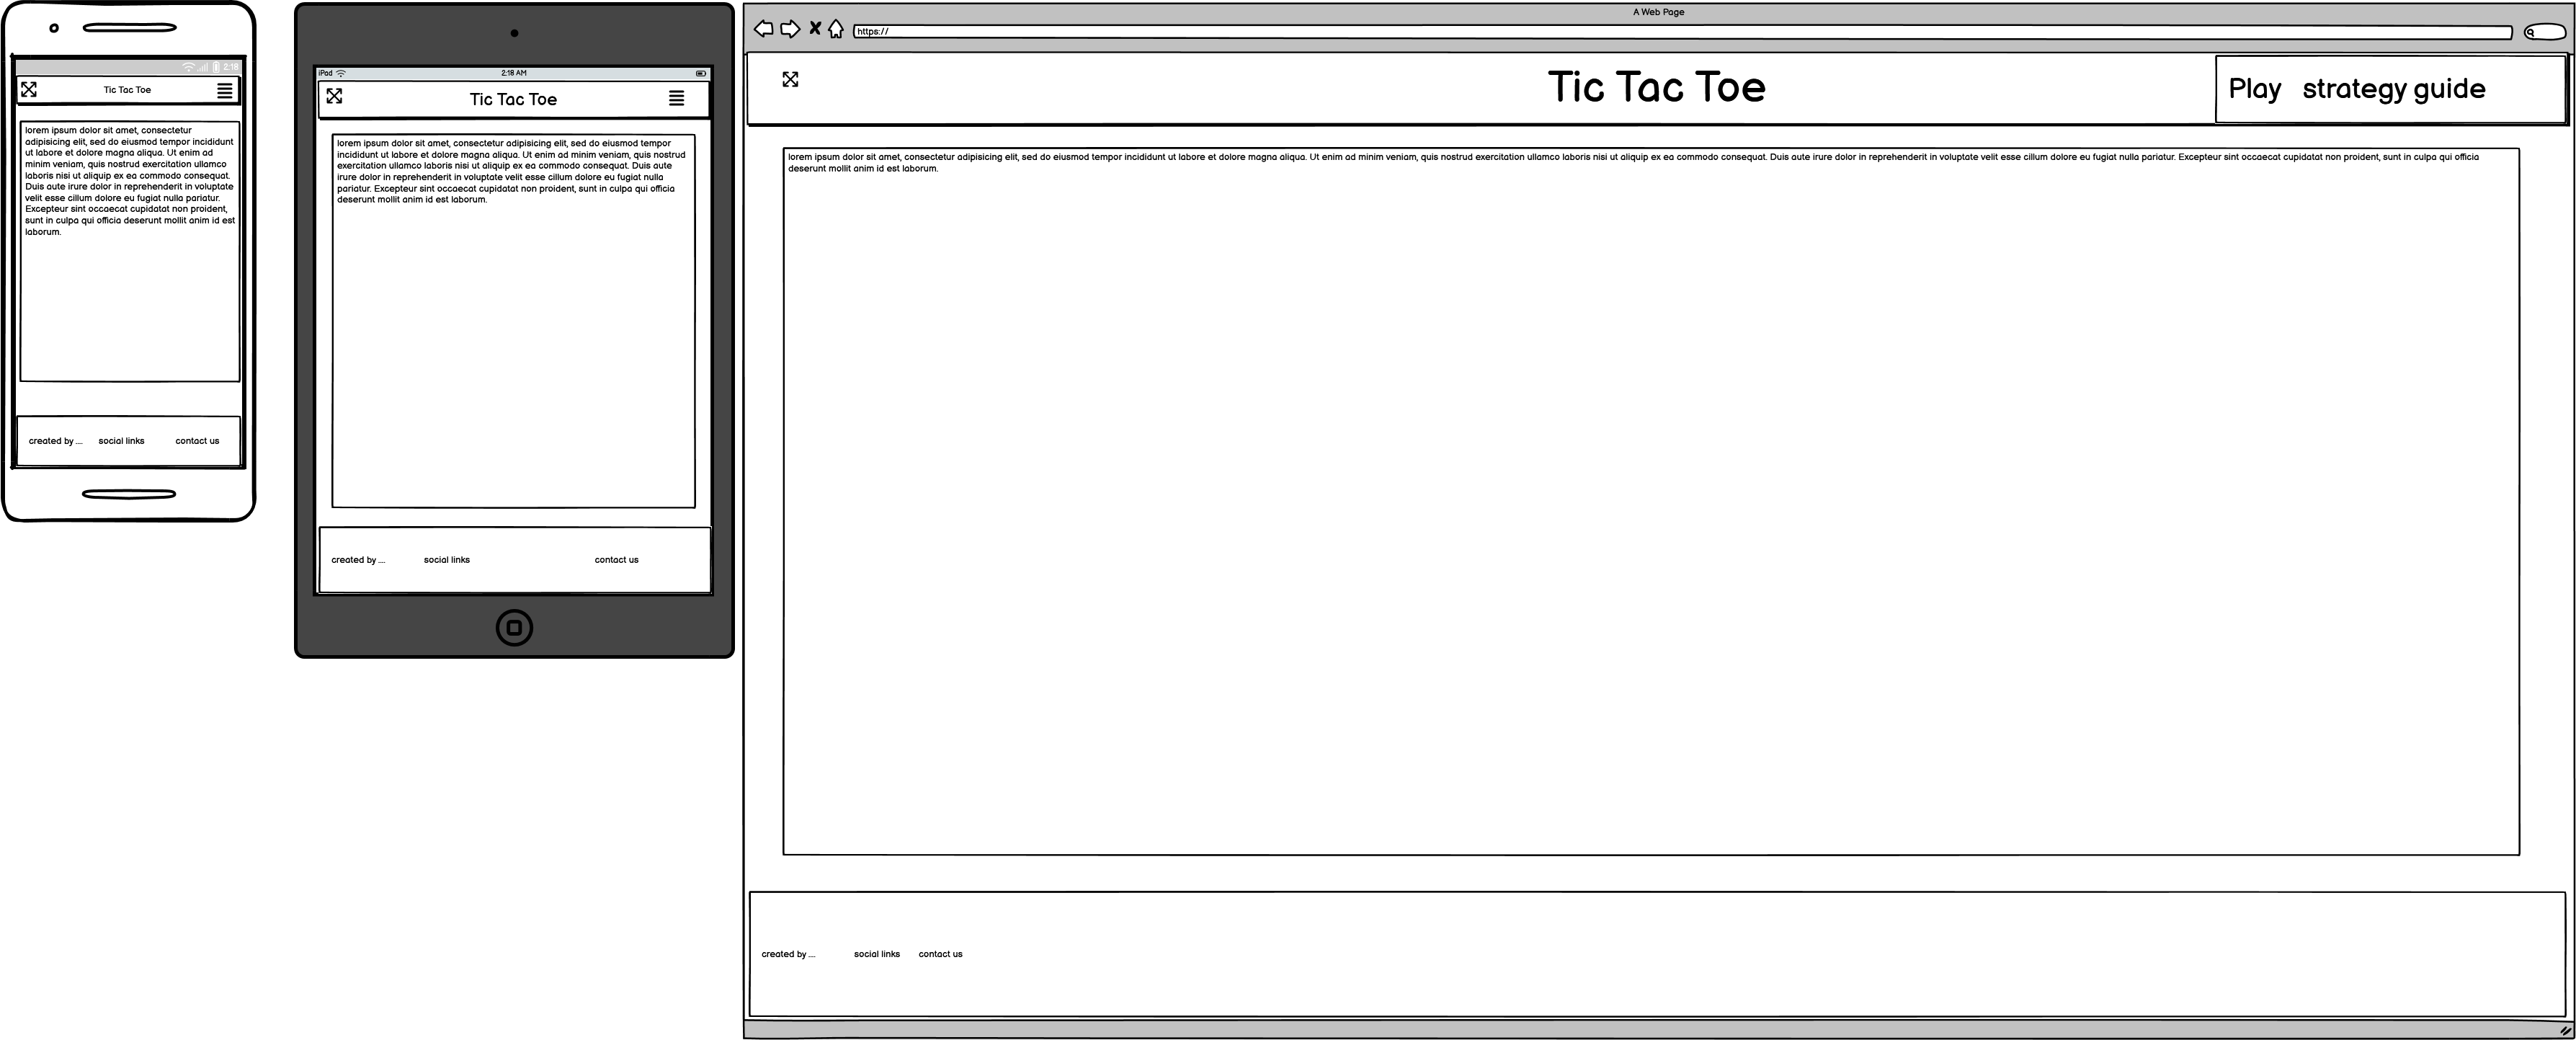 2:18
Tic Tac Toe
lorem ipsum dolor sit amet, consectetur
adipisicing elit, sed do eiusmod tempor incididunt
ut labore et dolore magna aliqua. Ut enim ad
minim veniam, quis nostrud exercitation ullamco
laboris nisi ut aliquip ex ea commodo consequat.
Duis aute irure dolor in reprehenderit in voluptate
velit esse cillum dolore eu fugiat nulla pariatur.
Excepteur sint occaecat cupidatat non proident,
sunt in culpa qui officia deserunt mollit anim id est
laborum.
created by .... social links contact us
iPad 2:18 AM
Tic Tac Toe
lorem ipsum dolor sit amet, consectetur adipisicing elit, sed do eiusmod tempor
incididunt ut labore et dolore magna aliqua. Ut enim ad minim veniam, quis nostrud
exercitation ullamco laboris nisi ut aliquip ex ea commodo consequat. Duis aute
irure dolor in reprehenderit in voluptate velit esse cillum dolore eu fugiat nulla
pariatur. Excepteur sint occaecat cupidatat non proident, sunt in culpa qui officia
deserunt mollit anim id est laborum.
created by .... social links contact us
A Web Page
https://
Tic Tac Toe
Play strategy guide
lorem ipsum dolor sit amet, consectetur adipisicing elit, sed do eiusmod tempor incididunt ut labore et dolore magna aliqua. Ut enim ad minim veniam, quis nostrud exercitation ullamco laboris nisi ut aliquip ex ea commodo consequat. Duis aute irure dolor in reprehenderit in voluptate velit esse cillum dolore eu fugiat nulla pariatur. Excepteur sint occaecat cupidatat non proident, sunt in culpa qui officia
deserunt mollit anim id est laborum.
created by .... social links contact us